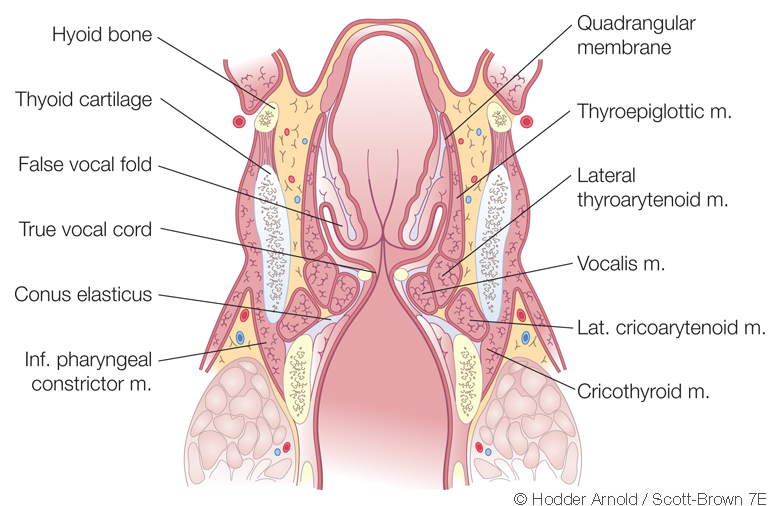 Hyoid bone
Thyoid cartilage
False vocal fold
True vocal cord
Conus elasticus
Inf. pharyngeal
constrictor m.
Quadrangular
membrane
Thyroepiglottic m.
Lateral
thyroarytenoid m.
Vocalis m.
Lat. cricoarytenoid m.
Cricothyroid m.
© Hodder Arnold / Scott-Brown 7E